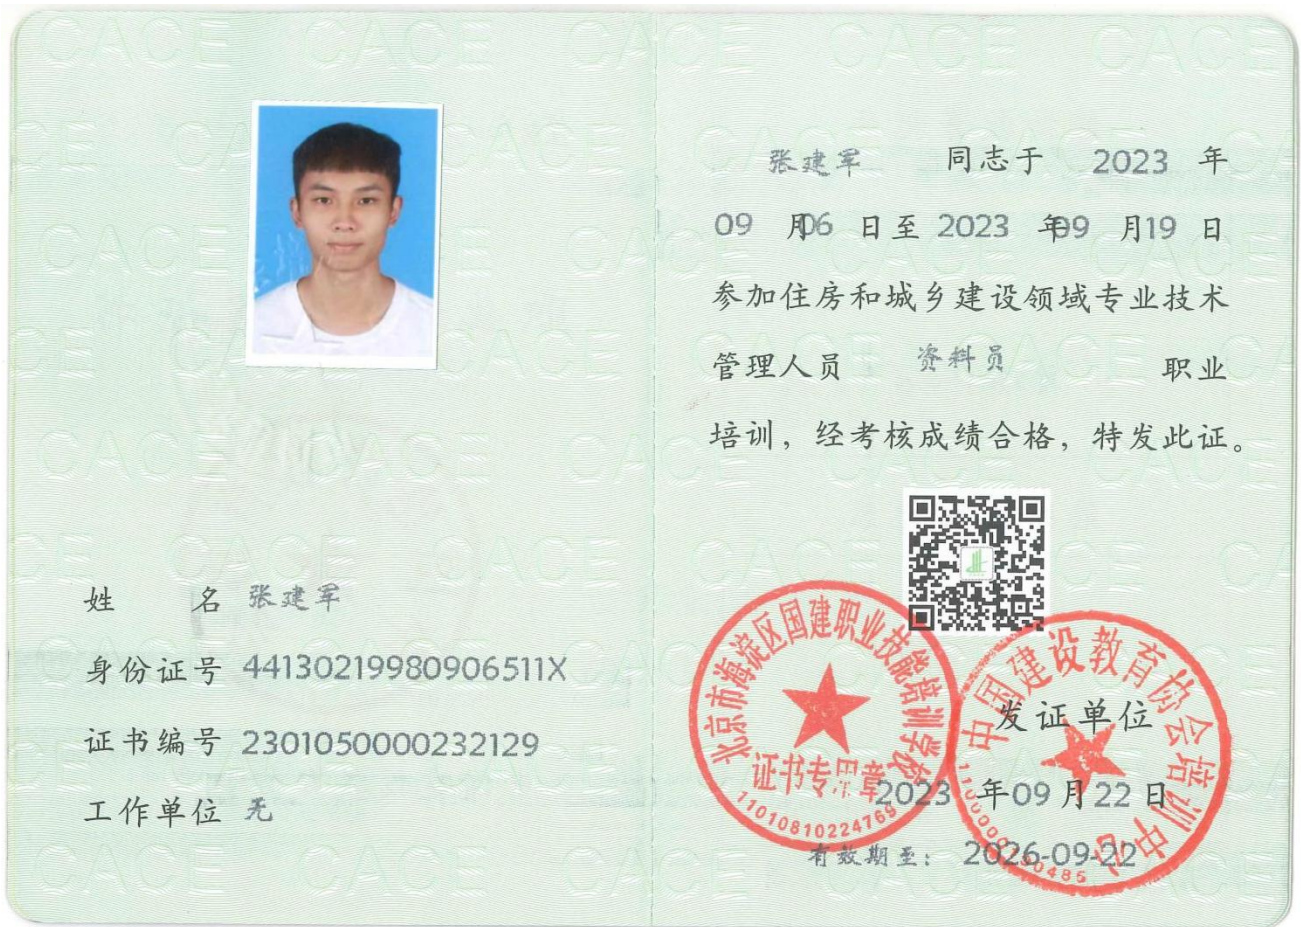 姓 名 张建军
身份证号 44130219980906511X
证书编号 2301050000232129
工作单位 无
张建军 同志于 2023 年
09 月06 日至 2023 年09 月19 日
参加住房和城乡建设领域专业技术
管理人员 资料员 职业
培训，经考核成绩合格，特发此证。
北京市海淀区国建职业技能培训学校
证书专用章
11010810224769
中国建设教育协会培训中心
发证单位
2023 年09 月22 日
有效期至： 2026-09-22
CACE